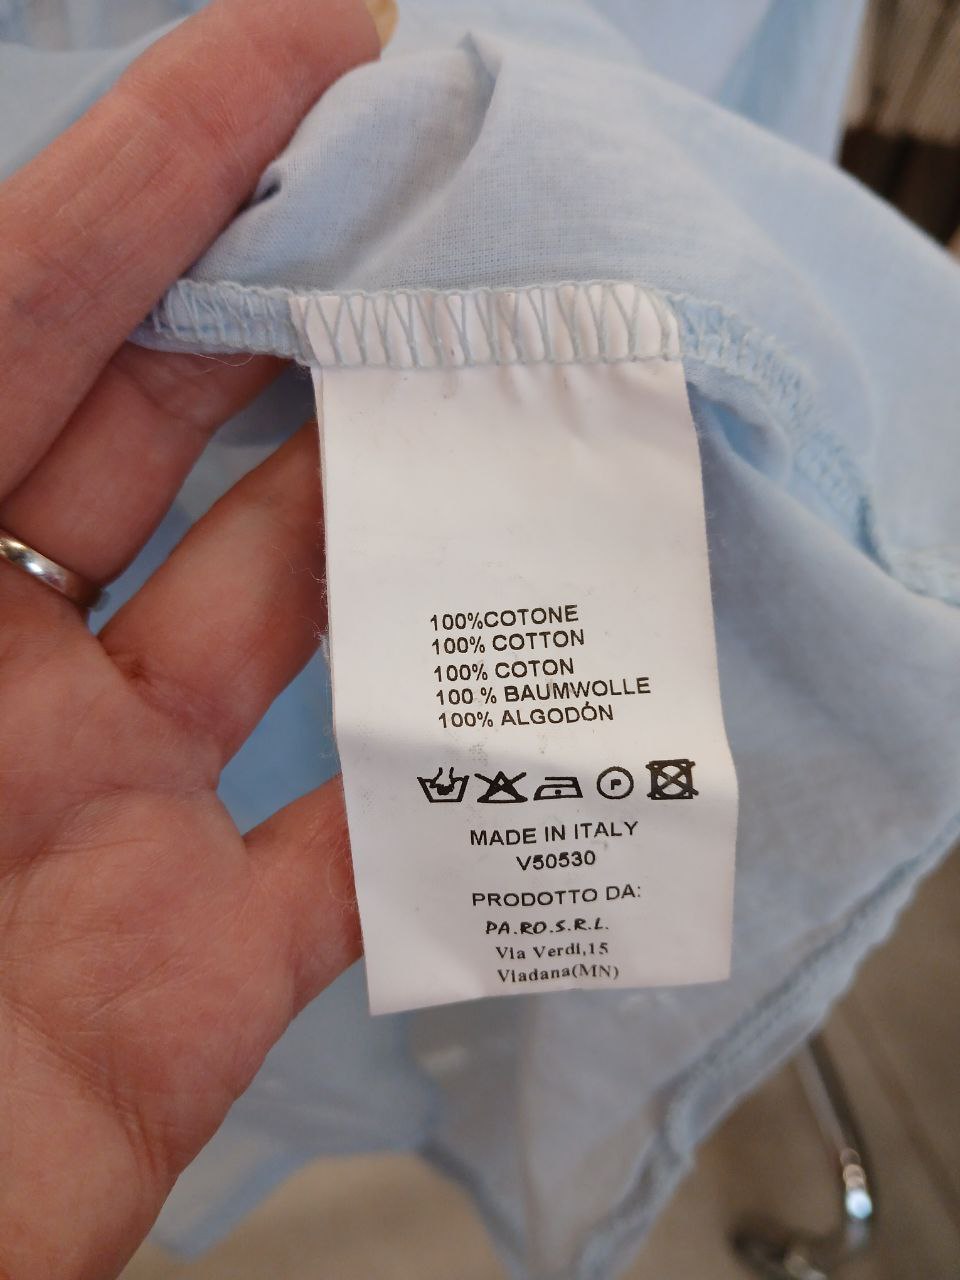 100%COTONE
100% COTTON
100% COTON
100 % BAUMWOLLE
100% ALGODÓN
P
MADE IN ITALY
V50530
PRODOTTO DA:
PA.RO.S.R.L.
Via Verdi,15
Viadana(MN)